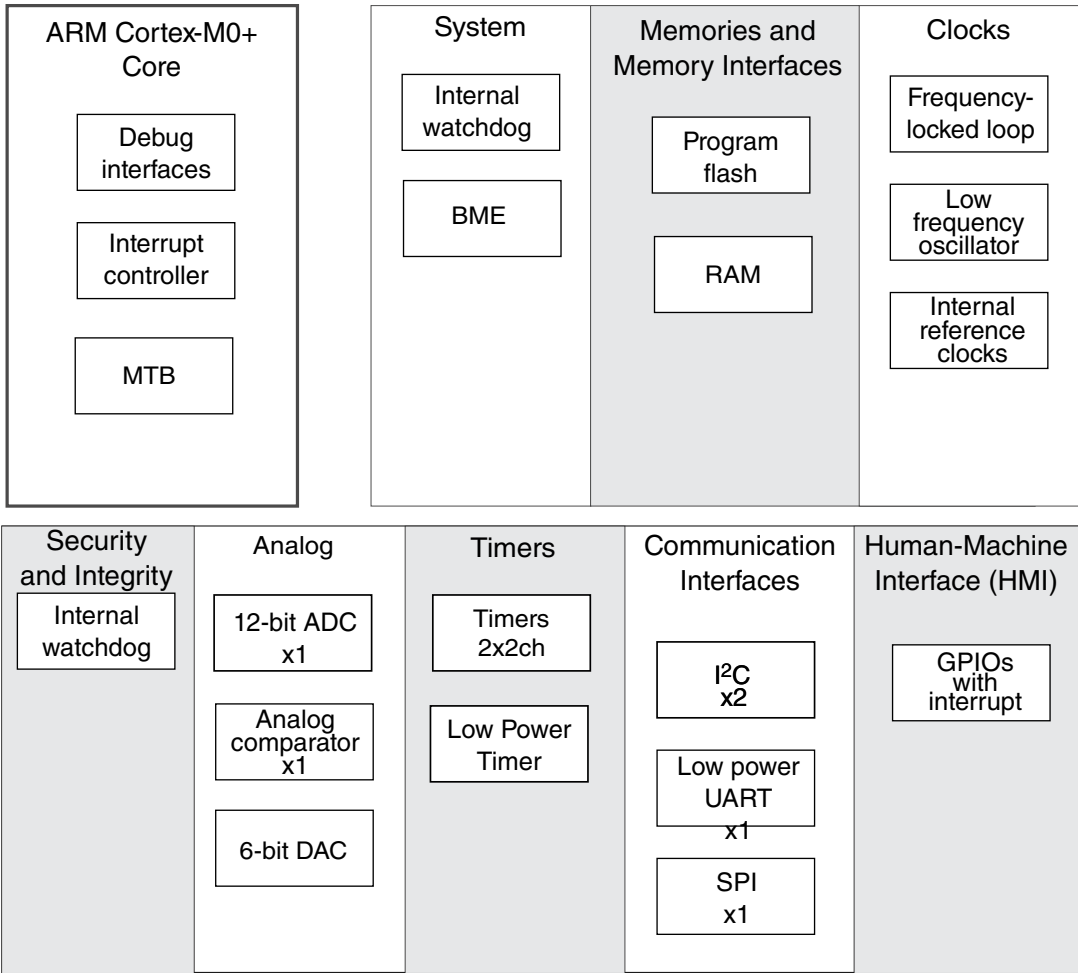 ARM Cortex-M0+
Core
Debug
interfaces
Interrupt
controller
MTB
System
Internal
watchdog
BME
Memories and
Memory Interfaces
Program
flash
RAM
Clocks
Frequency-
locked loop
Low
frequency
oscillator
Internal
reference
clocks
Security
and Integrity
Internal
watchdog
Analog
12-bit ADC
x1
Analog
comparator
x1
6-bit DAC
Timers
Timers
2x2ch
Low Power
Timer
Communication
Interfaces
I²C
x2
Low power
UART
x1
SPI
x1
Human-Machine
Interface (HMI)
GPIOs
with
interrupt